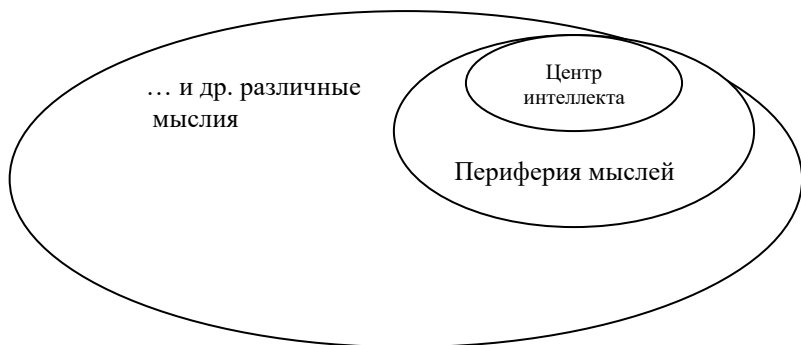 … и др. различные
мыслия
Центр
интеллекта
Периферия мыслей